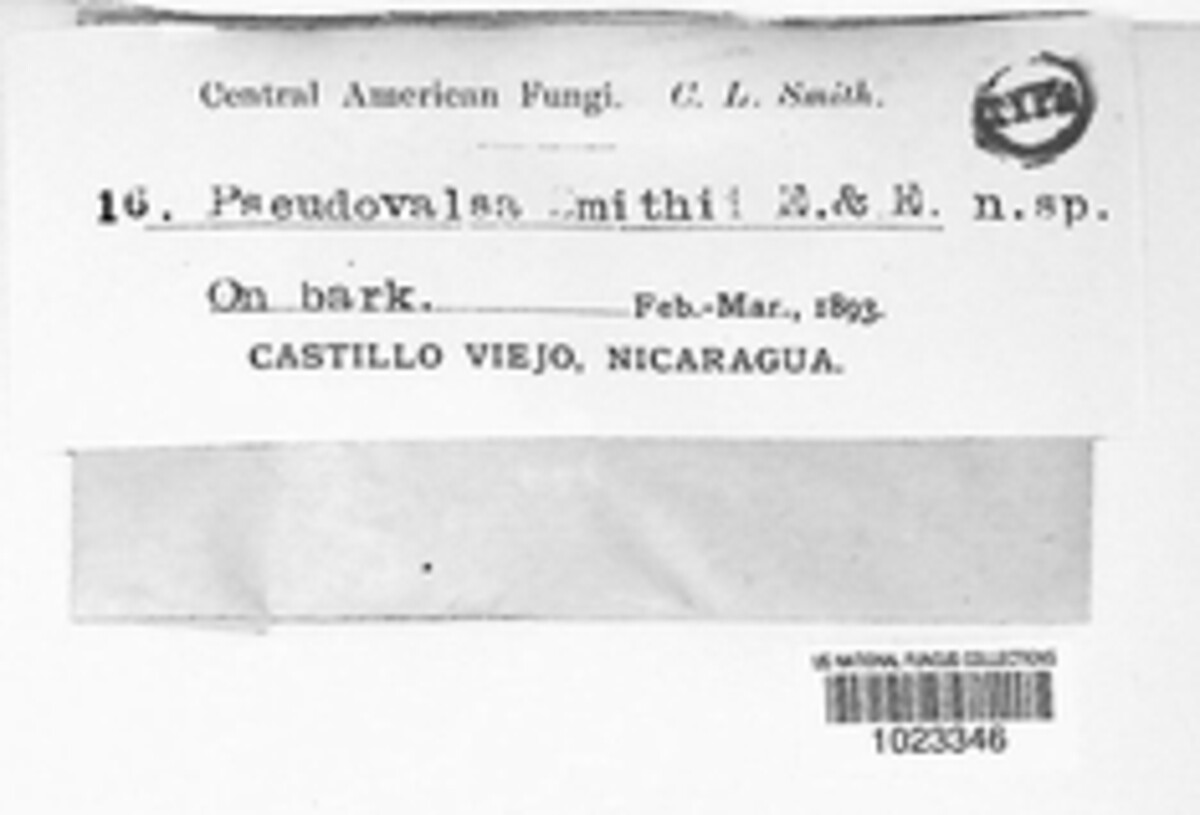 Central American Fungi. C. L. Smith.
TYPE
16. Pseudovalsa Smithii E. & E. n.sp.
On bark. Feb.-Mar., 1893.
CASTILLO VIEJO, NICARAGUA.
US NATIONAL FUNGUS COLLECTIONS
1023346